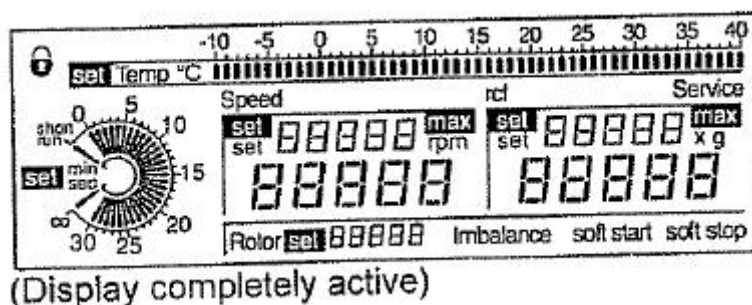 -10 -5 0 5 10 15 20 25 30 35 40
set Temp °C
Speed rcf Service
set 88888 max set 88888 max
set rpm set x g
88888 88888
0 5 10 15 20 25 30 ∞
short run
set min sec
Rotor set 88888 Imbalance soft start soft stop
(Display completely active)